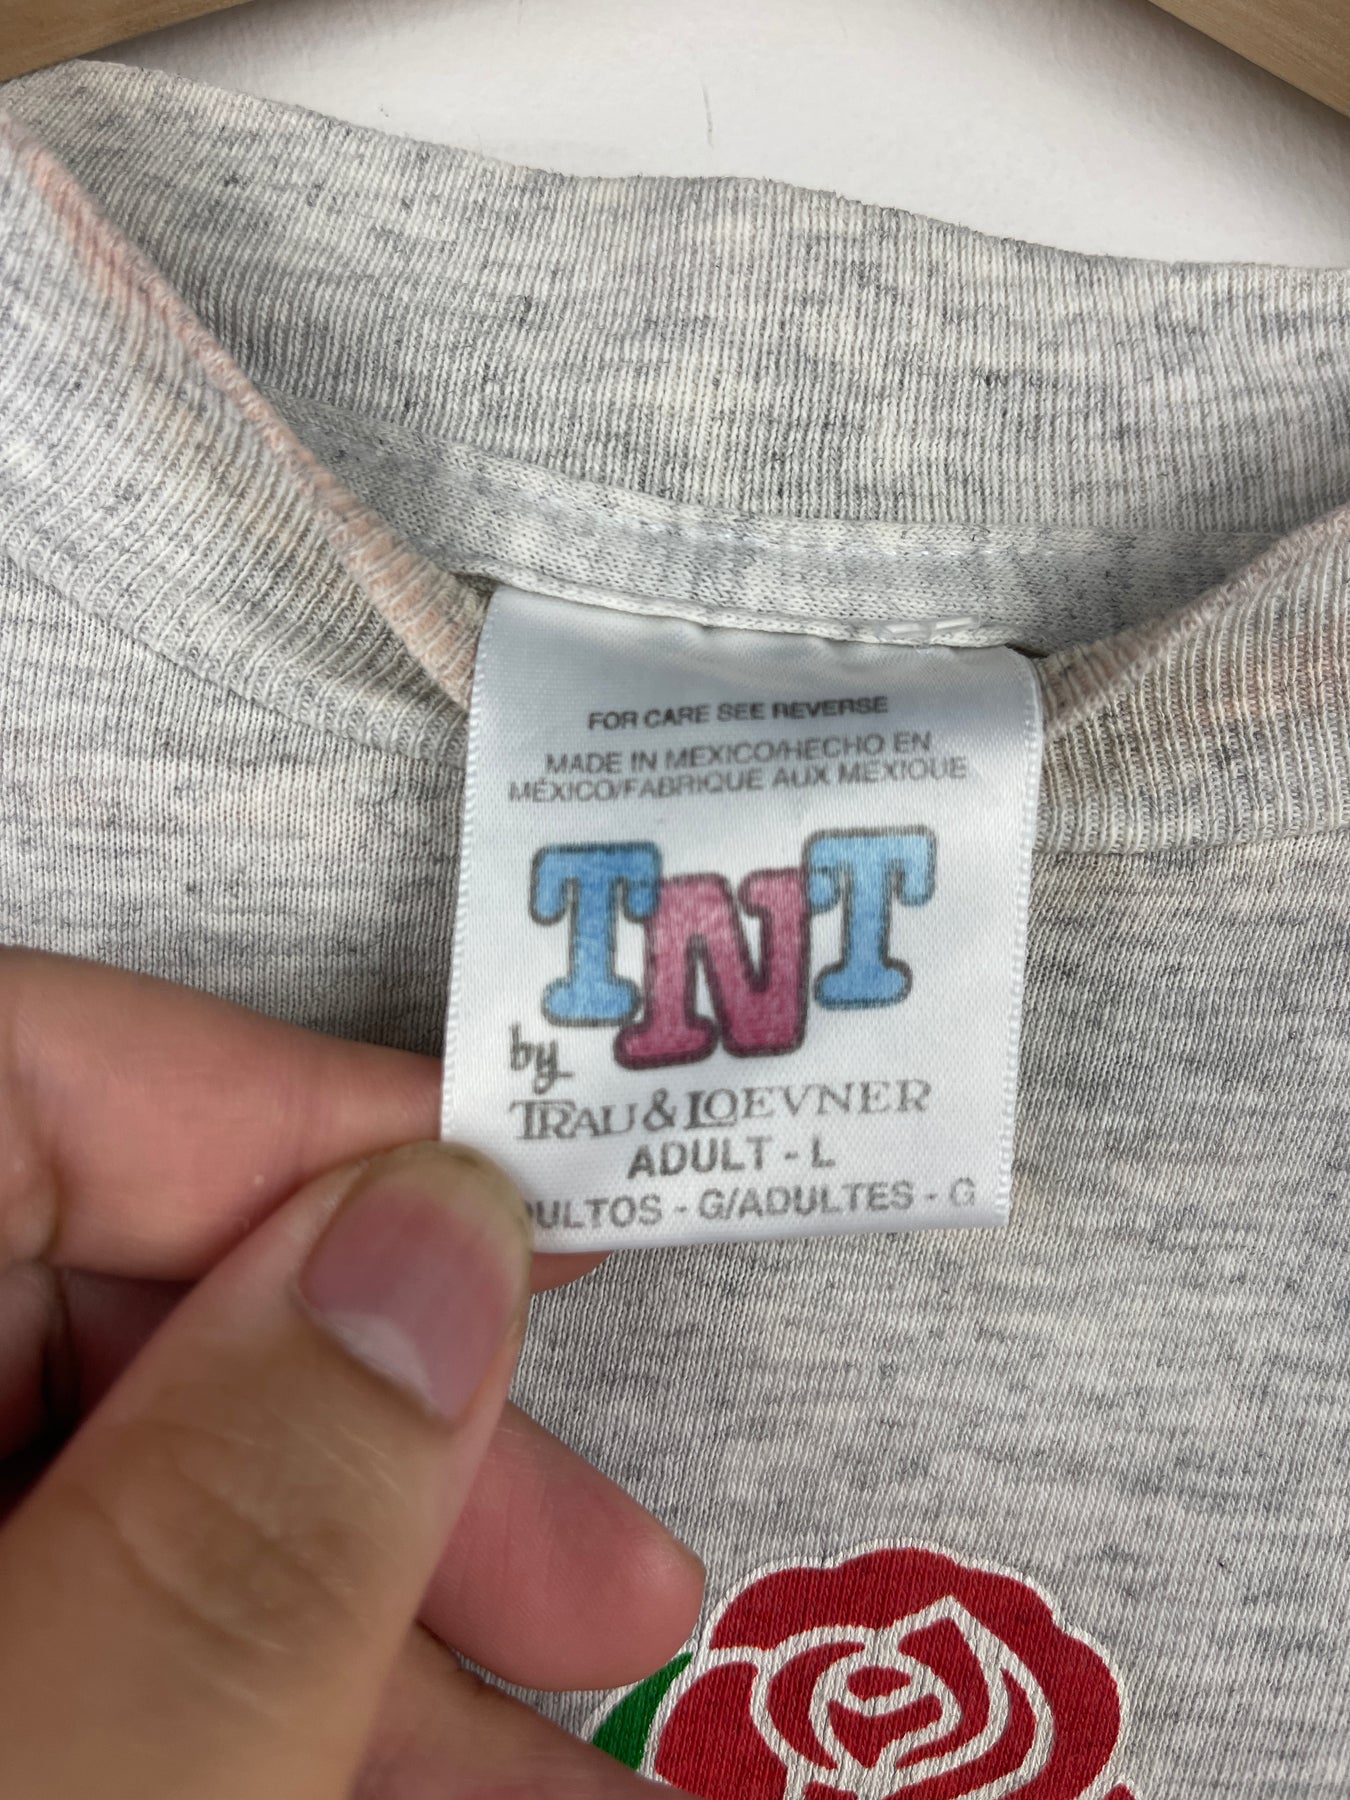 FOR CARE SEE REVERSE
MADE IN MEXICO/HECHO EN
MÉXICO/FABRIQUE AUX MEXIQUE
TNT
by
TRAU & LOEVNER
ADULT - L
DULTOS - G/ADULTES - G